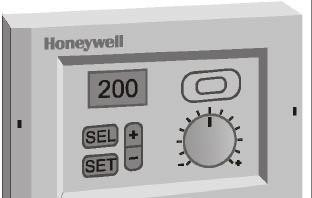 Honeywell
200
SEL +
SET -
- +